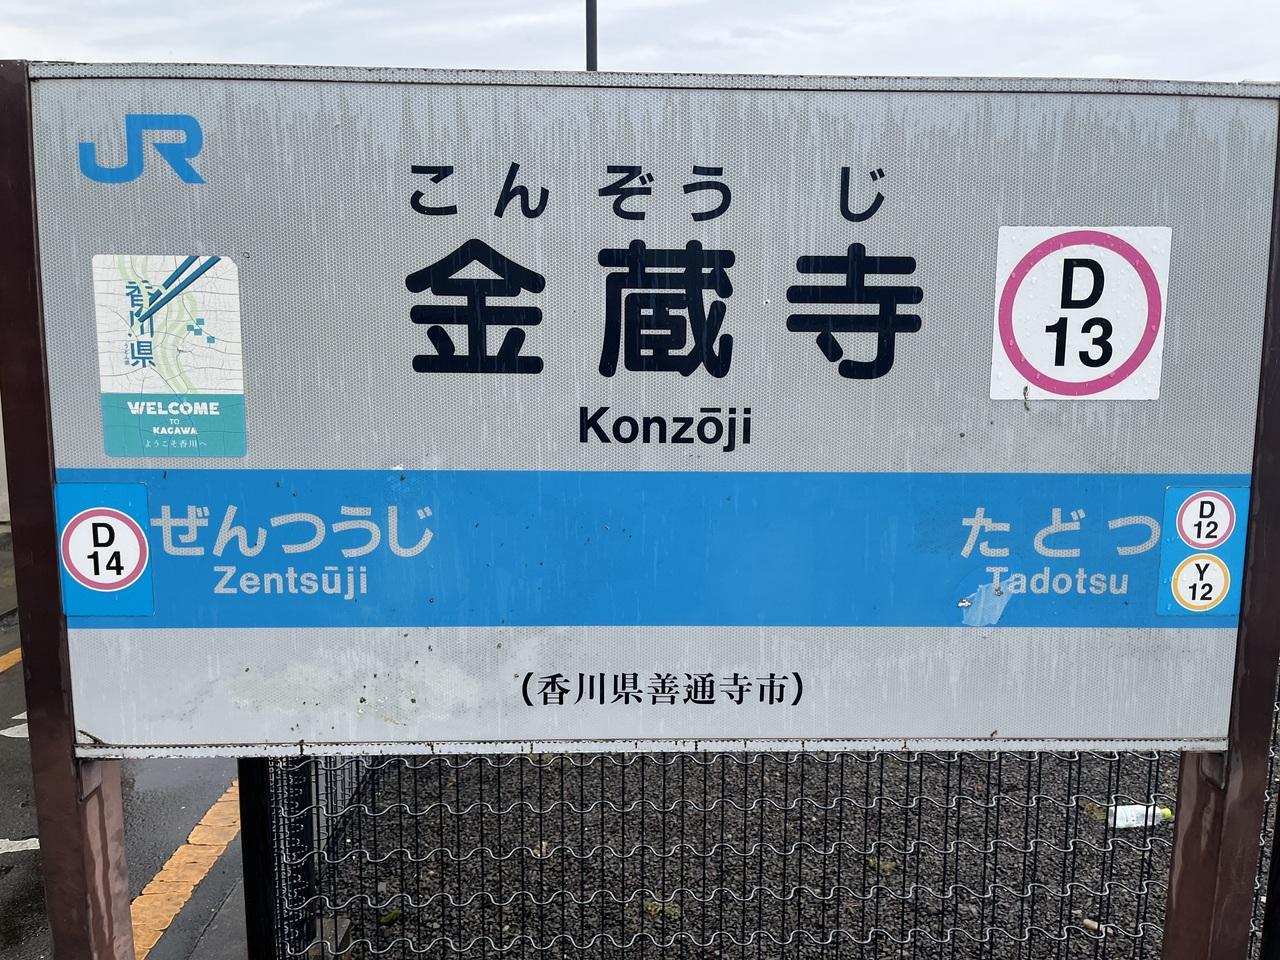 JR
こんぞうじ
金蔵寺
Konzōji
D
13
香川県
WELCOME
TO
KAGAWA
ようこそ香川へ
D
14
ぜんつうじ
Zentsūji
たどつ
Tadotsu
D
12
Y
12
(香川県善通寺市)